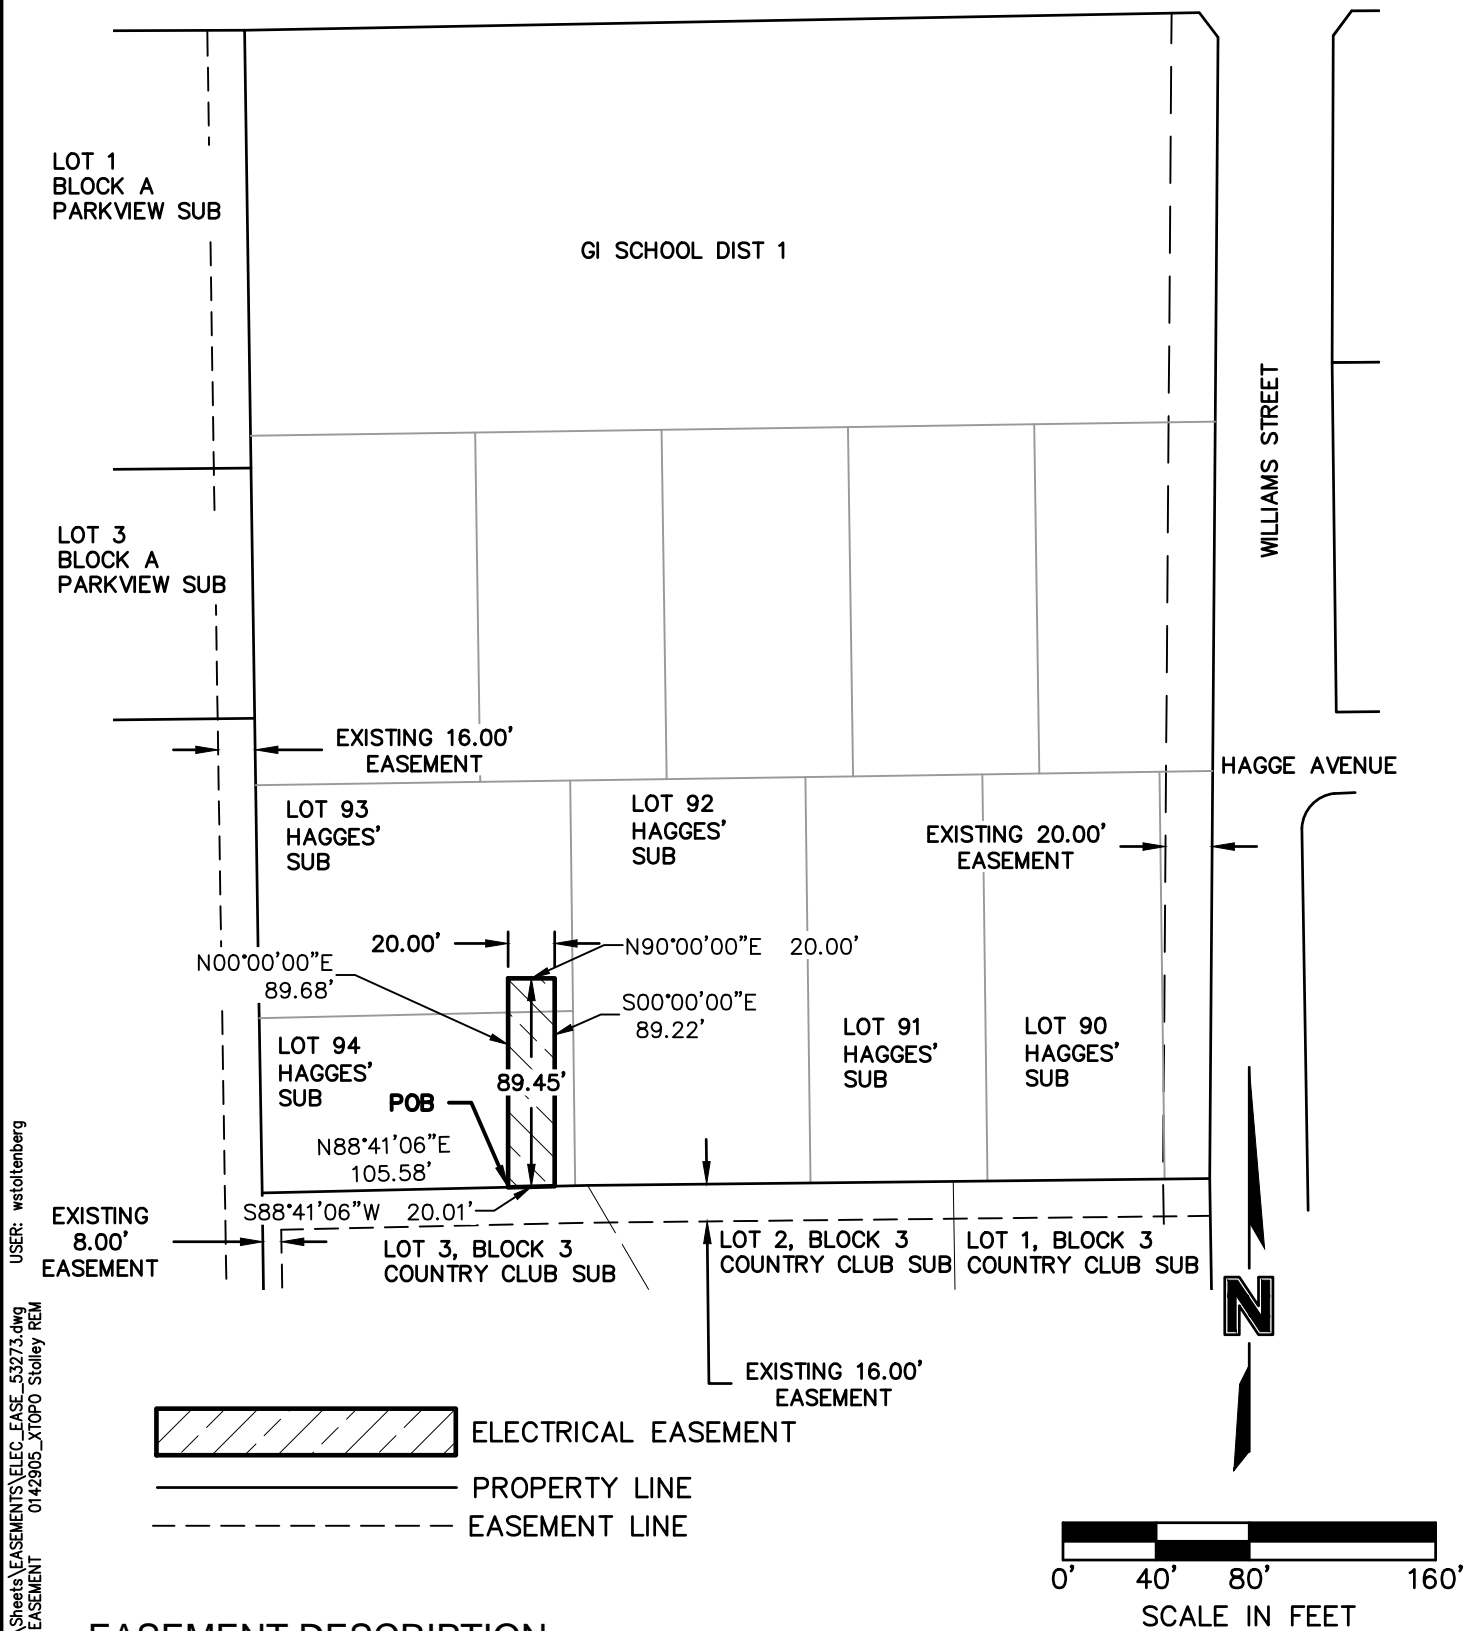 LOT 1
BLOCK A
PARKVIEW SUB
GI SCHOOL DIST 1
WILLIAMS STREET
LOT 3
BLOCK A
PARKVIEW SUB
EXISTING 16.00'
EASEMENT
HAGGE AVENUE
LOT 93
HAGGES'
SUB
LOT 92
HAGGES'
SUB
EXISTING 20.00'
EASEMENT
20.00'
N90°00'00"E 20.00'
N00°00'00"E
89.68'
S00°00'00"E
89.22'
LOT 94
HAGGES'
SUB
LOT 91
HAGGES'
SUB
LOT 90
HAGGES'
SUB
89.45'
POB
N88°41'06"E
105.58'
S88°41'06"W 20.01'
EXISTING
8.00'
EASEMENT
LOT 3, BLOCK 3
COUNTRY CLUB SUB
LOT 2, BLOCK 3
COUNTRY CLUB SUB
LOT 1, BLOCK 3
COUNTRY CLUB SUB
N
EXISTING 16.00'
EASEMENT
ELECTRICAL EASEMENT
PROPERTY LINE
EASEMENT LINE
0' 40' 80' 160'
SCALE IN FEET
USER: wstoltenberg
\Sheets\EASEMENTS\ELEC_EASE_53273.dwg
EASEMENT 0142905_XTOPO Stolley REM
EASEMENT DESCRIPTION